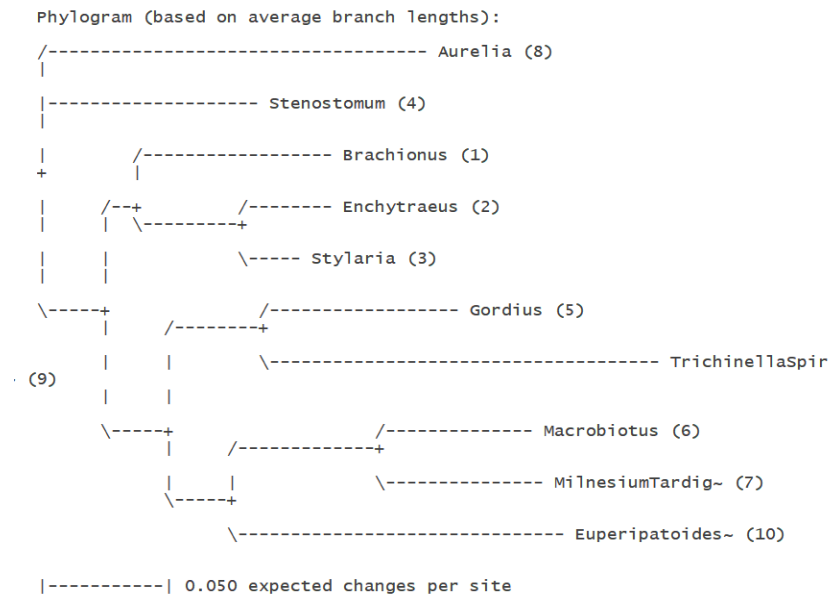 Phylogram (based on average branch lengths):
/------------------------------------ Aurelia (8)
|
|-------------------- Stenostomum (4)
|
|        /------------------ Brachionus (1)
+        |
|     /--+         /-------- Enchytraeus (2)
|     |  \---------+
|     |            \----- Stylaria (3)
|     |
\-----+              /------------------ Gordius (5)
      |     /--------+
      |     |        \------------------------------------- TrichinellaSpir
(9)
      |     |
      \-----+                   /-------------- Macrobiotus (6)
            |     /-------------+
            |     |             \--------------- MilnesiumTardig~ (7)
            \-----+
                  \------------------------------- Euperipatoides~ (10)
|-----------| 0.050 expected changes per site